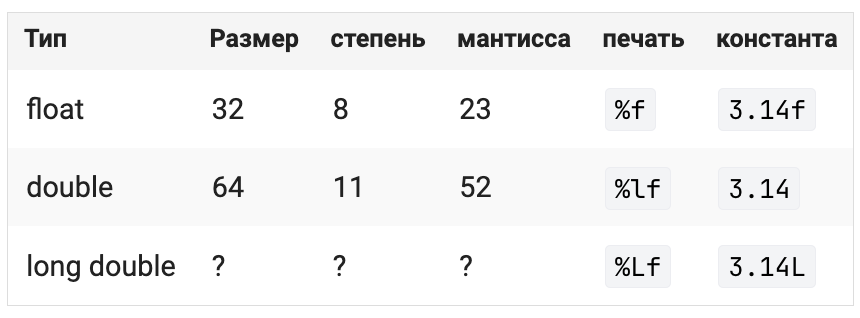 Тип Размер степень мантисса печать константа
float 32 8 23 %f 3.14f
double 64 11 52 %lf 3.14
long double ? ? ? %Lf 3.14L